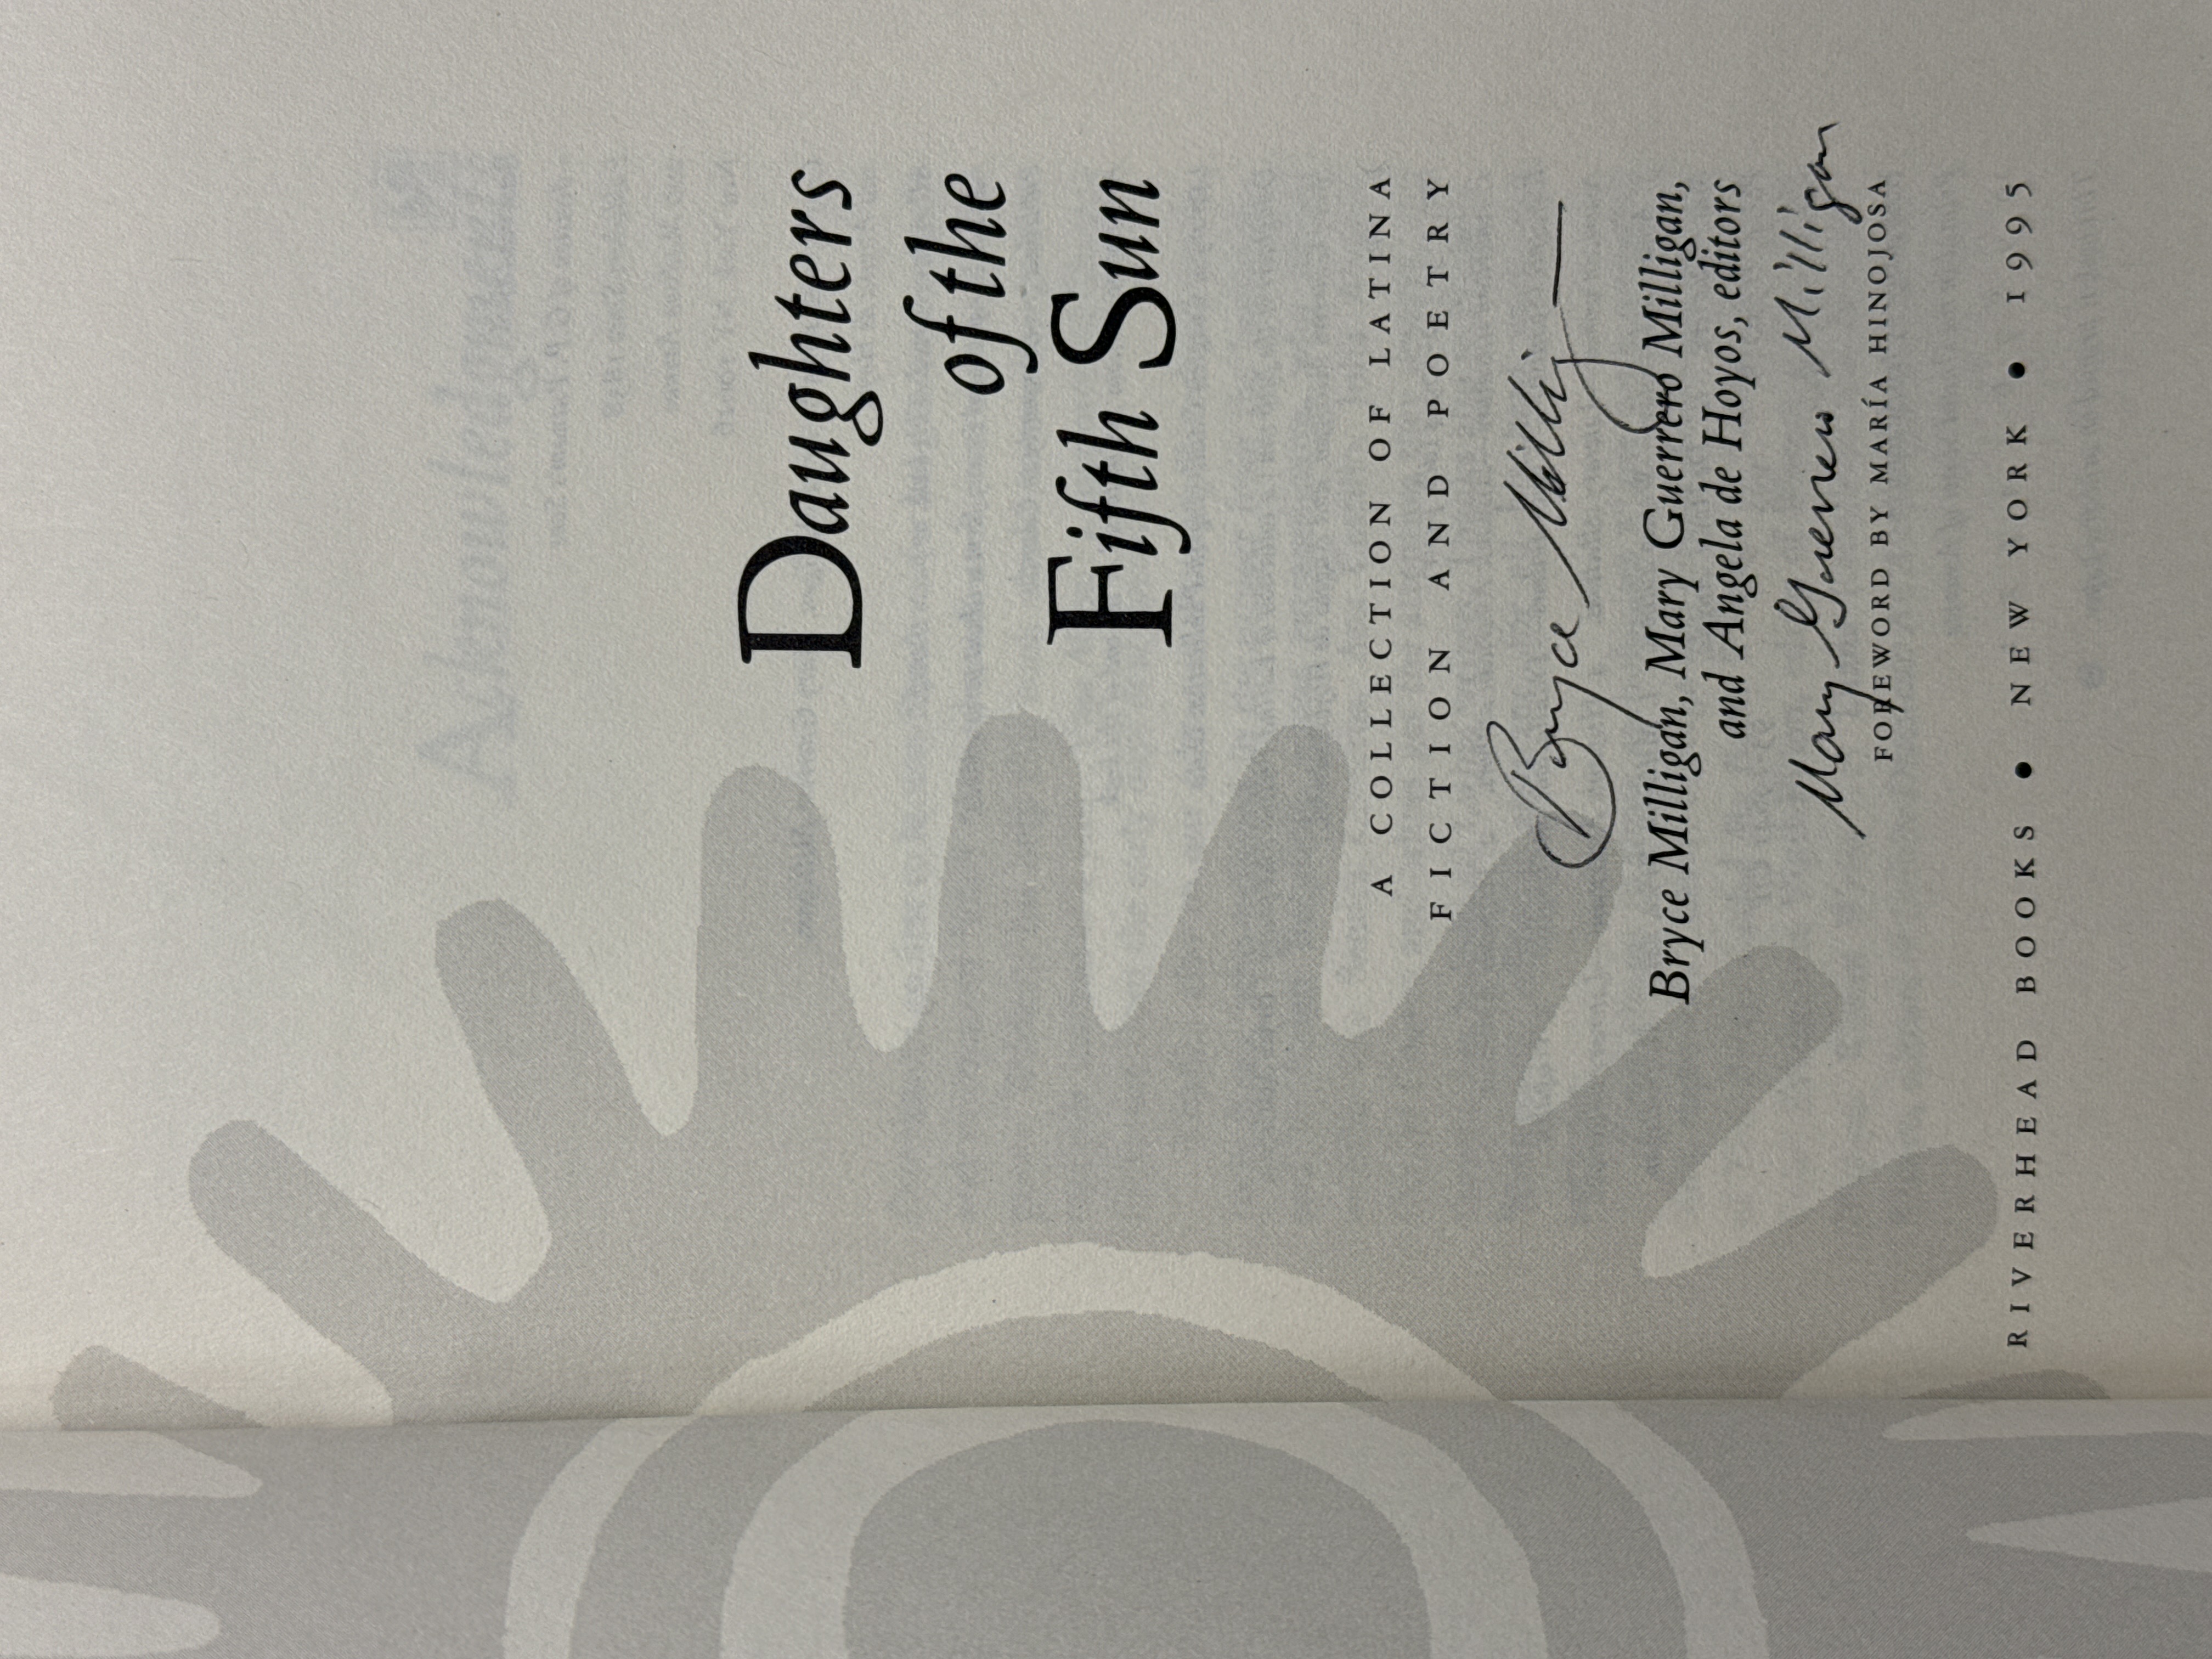 Daughters
of the
Fifth Sun
A COLLECTION OF LATINA
FICTION AND POETRY
Bryce Millig
Bryce Milligan, Mary Guerrero Milligan,
and Angela de Hoyos, editors
Mary Guerrero Milligan
FOREWORD BY MARÍA HINOJOSA
RIVERHEAD BOOKS • NEW YORK • 1995